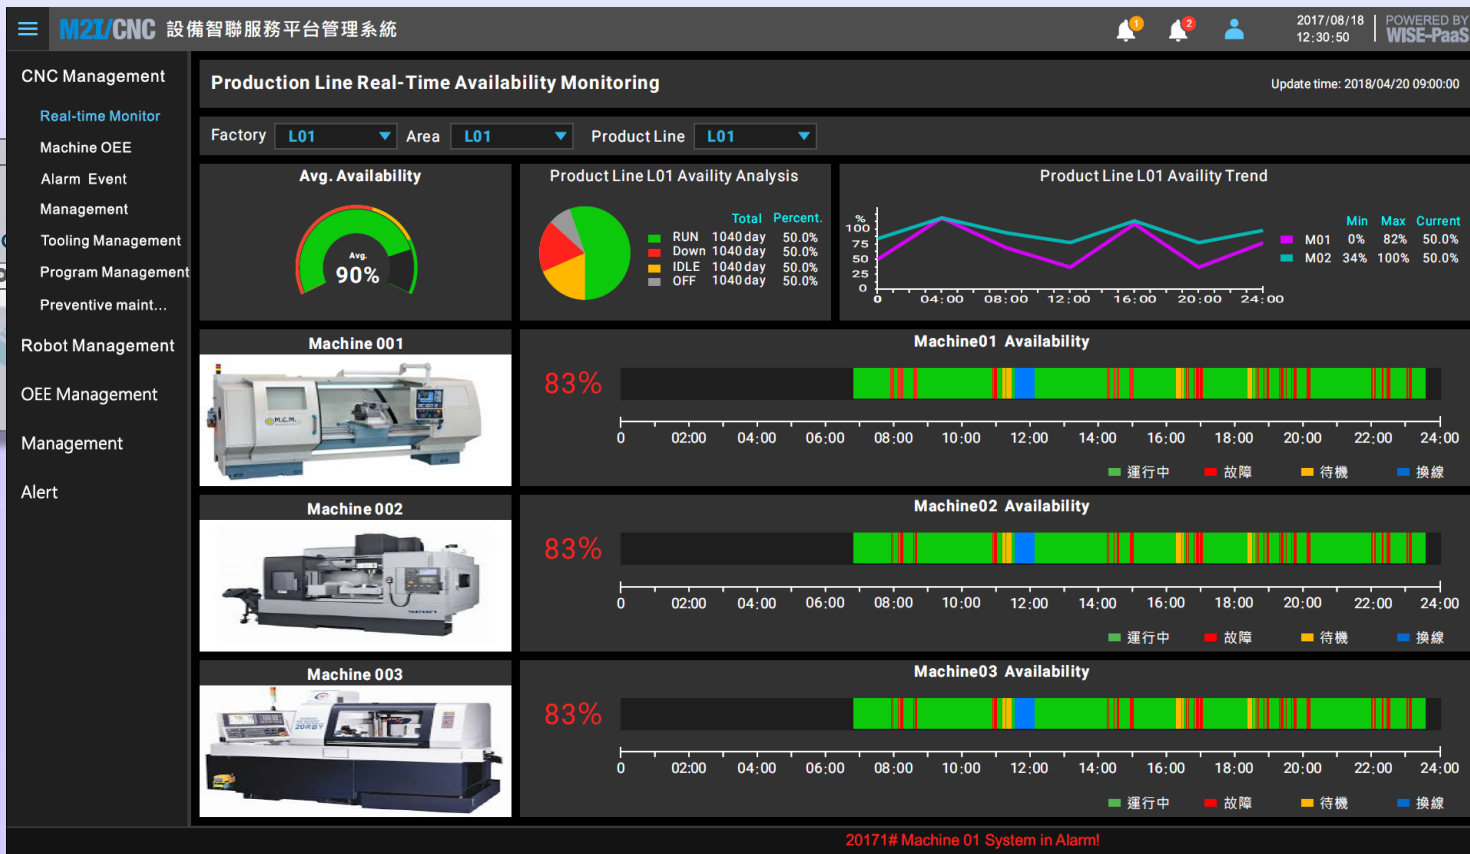 M2I/CNC 設備智聯服務平台管理系統
1
2
2017/08/18
12:30:50
POWERED BY
WISE-PaaS
CNC Management
Real-time Monitor
Machine OEE
Alarm Event
Management
Tooling Management
Program Management
Preventive maint...
Robot Management
OEE Management
Management
Alert
Production Line Real-Time Availability Monitoring
Update time: 2018/04/20 09:00:00
Factory L01 Area L01 Product Line L01
Avg. Availability
Avg.
90%
Product Line L01 Availity Analysis
Total Percent.
RUN 1040day 50.0%
Down 1040day 50.0%
IDLE 1040day 50.0%
OFF 1040day 50.0%
Product Line L01 Availity Trend
%
100
75
50
25
0
0 04:00 08:00 12:00 16:00 20:00 24:00
Min Max Current
M01 0% 82% 50.0%
M02 34% 100% 50.0%
Machine 001
M.C.M.
Machine01 Availability
83%
0 02:00 04:00 06:00 08:00 10:00 12:00 14:00 16:00 18:00 20:00 22:00 24:00
運行中 故障 待機 換線
Machine 002
Machine02 Availability
83%
0 02:00 04:00 06:00 08:00 10:00 12:00 14:00 16:00 18:00 20:00 22:00 24:00
運行中 故障 待機 換線
Machine 003
20RBY
Machine03 Availability
83%
0 02:00 04:00 06:00 08:00 10:00 12:00 14:00 16:00 18:00 20:00 22:00 24:00
運行中 故障 待機 換線
20171# Machine 01 System in Alarm!